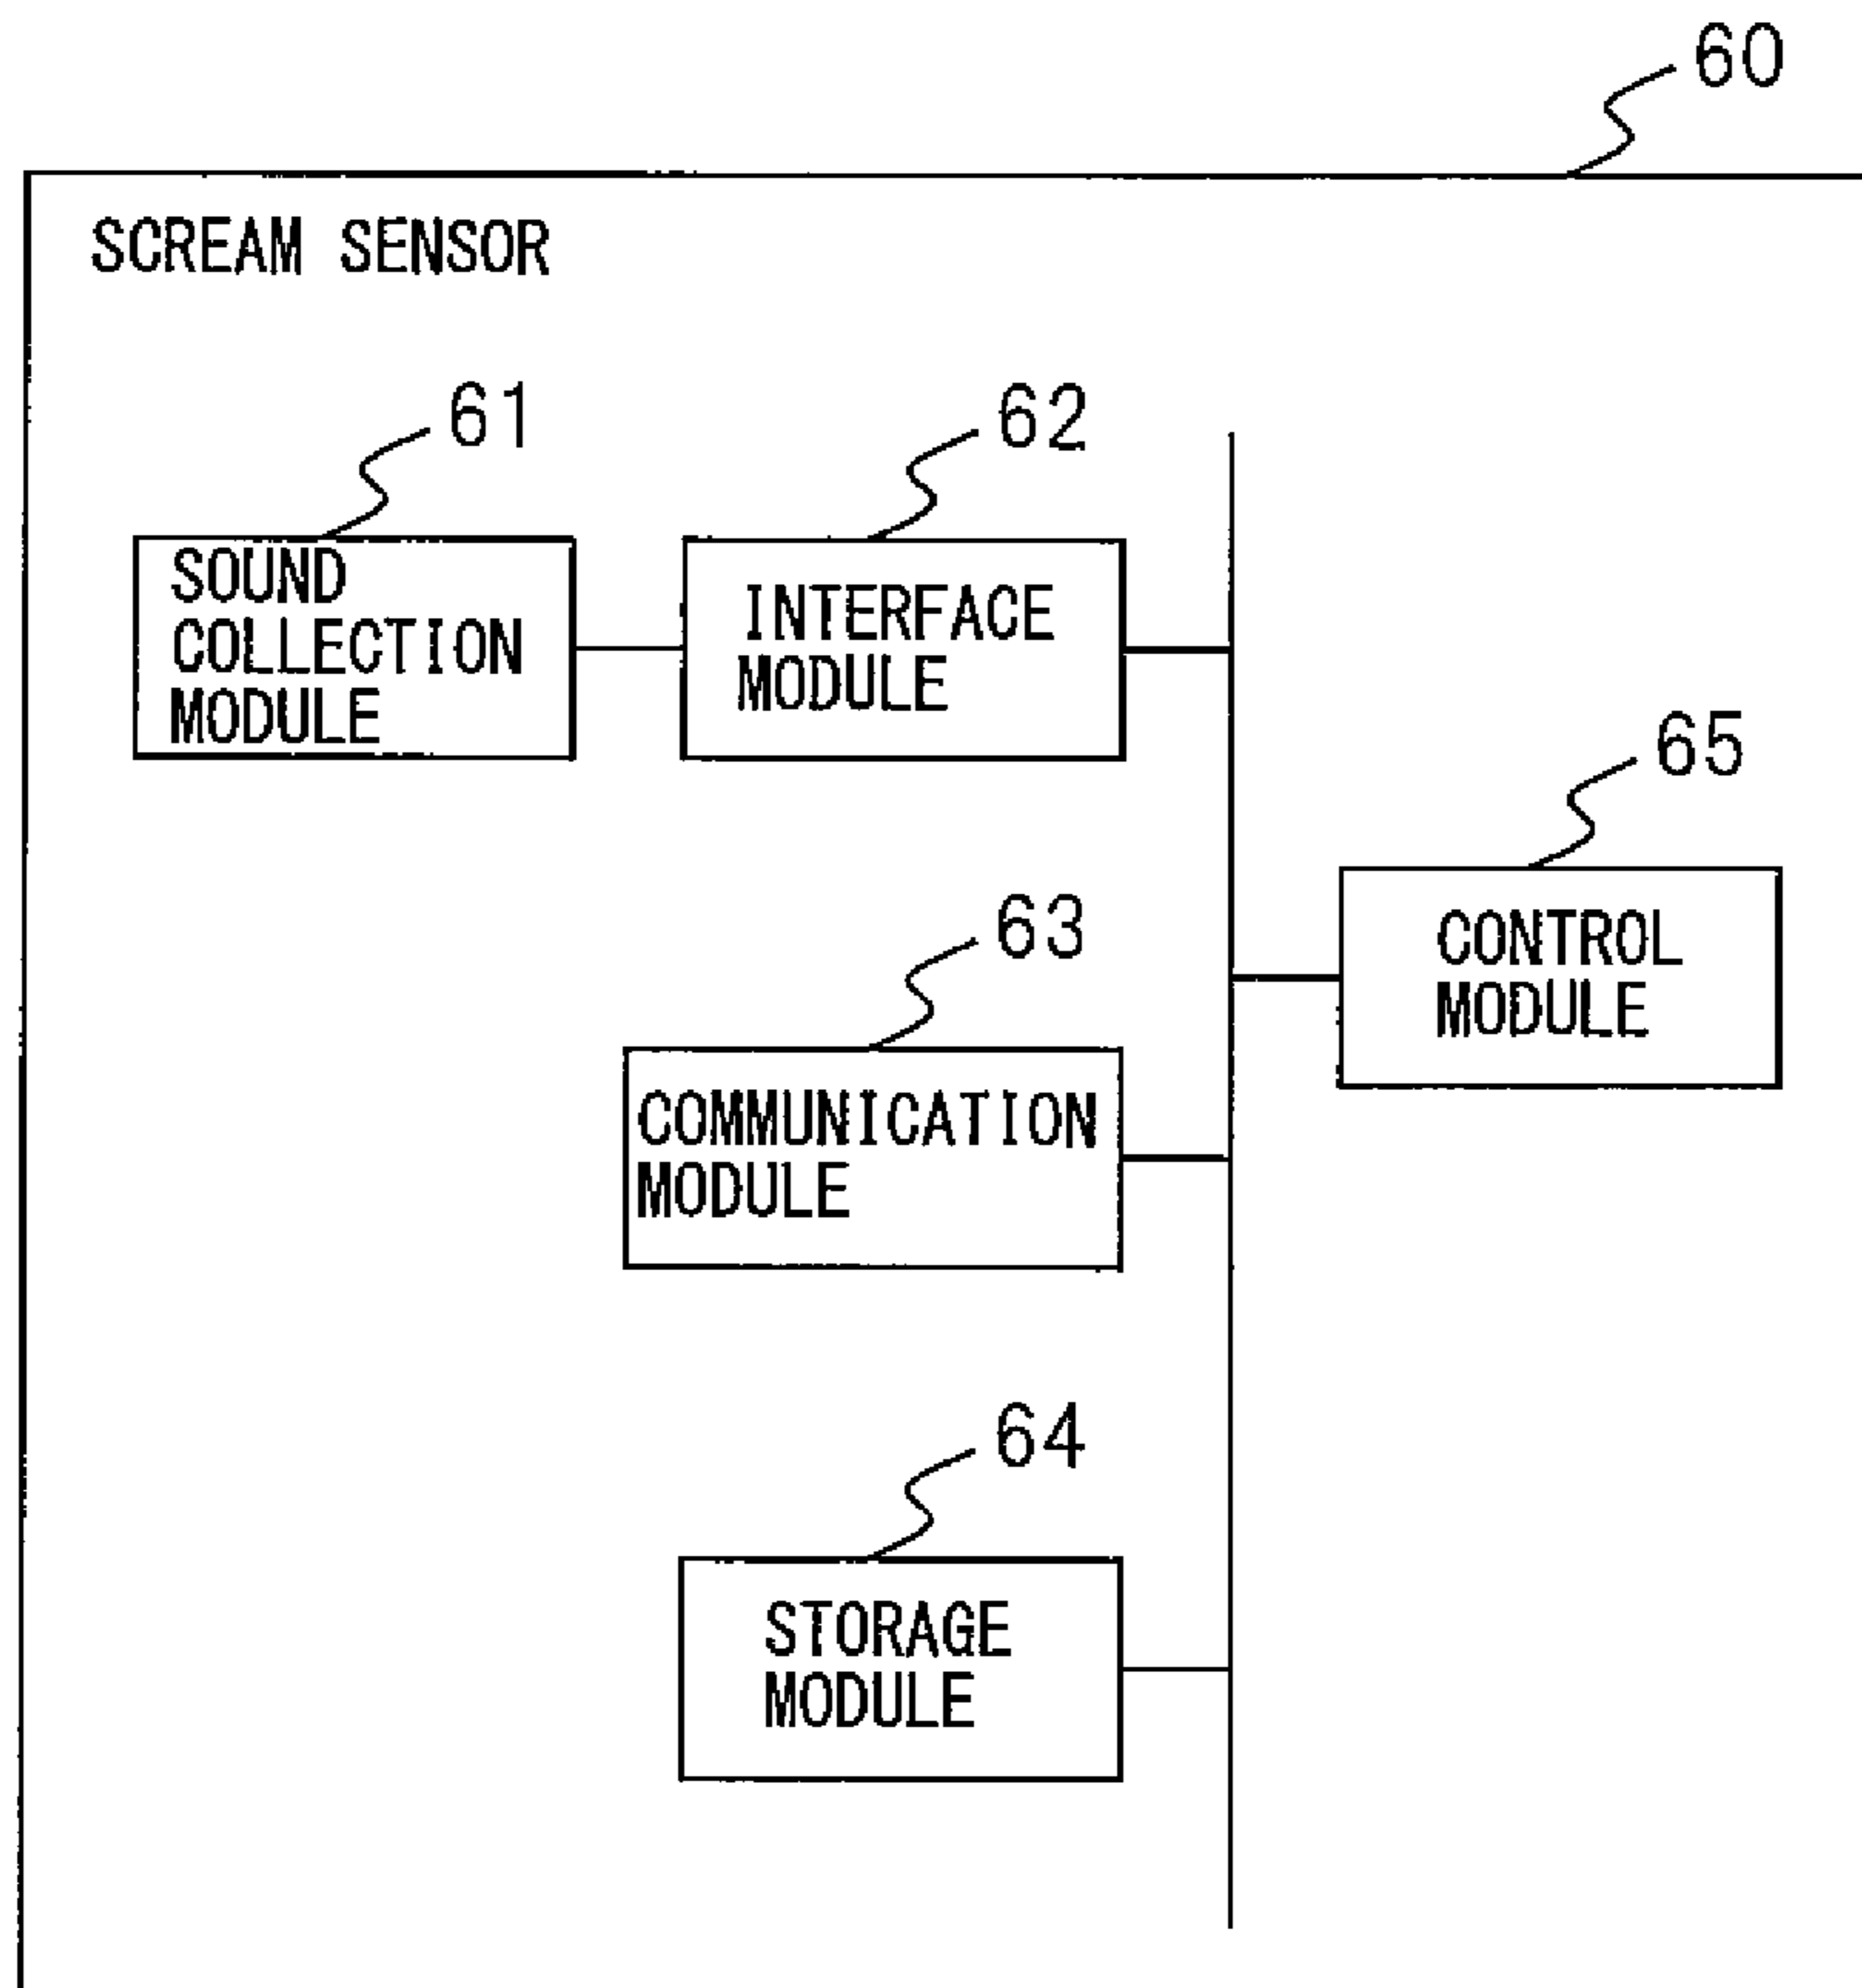 60
SCREAM SENSOR
61
62
SOUND
COLLECTION
MODULE
INTERFACE
MODULE
65
CONTROL
MODULE
63
COMMUNICATION
MODULE
64
STORAGE
MODULE